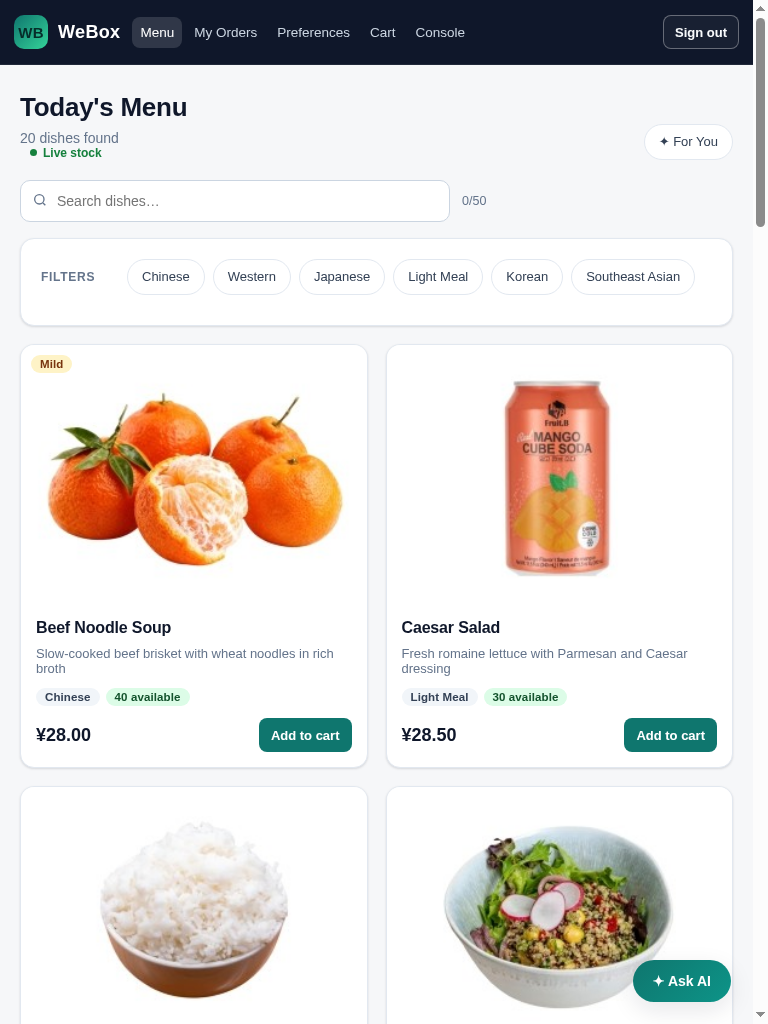 WB WeBox Menu My Orders Preferences Cart Console Sign out
Today's Menu
20 dishes found
Live stock
✦ For You
Search dishes…
0/50
FILTERS Chinese Western Japanese Light Meal Korean Southeast Asian
Mild
Fruit.B
MANGO
CUBE SODA
Beef Noodle Soup
Slow-cooked beef brisket with wheat noodles in rich
broth
Chinese 40 available
¥28.00 Add to cart
Caesar Salad
Fresh romaine lettuce with Parmesan and Caesar
dressing
Light Meal 30 available
¥28.50 Add to cart
✦ Ask AI